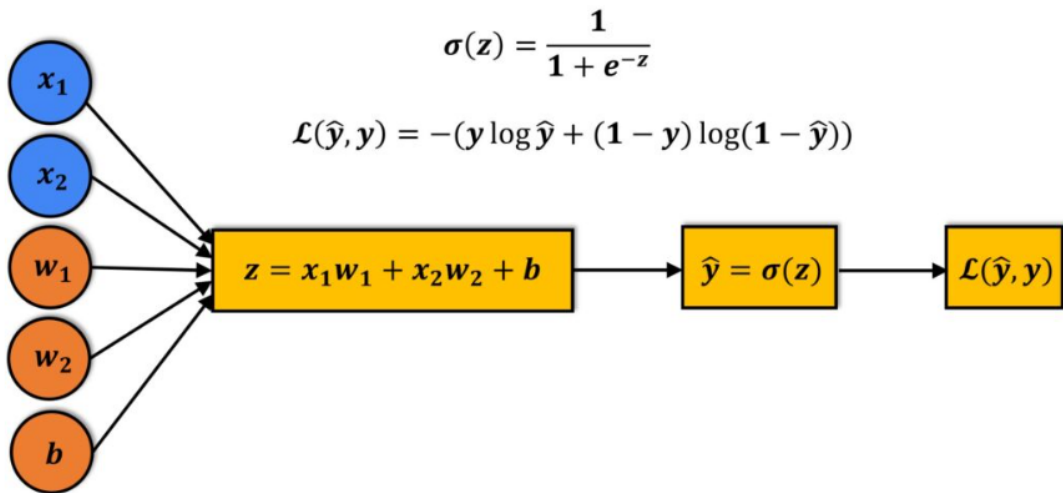 σ(z) = 1 / (1 + e⁻ᶻ)
ℒ(ŷ, y) = −(y log ŷ + (1 − y) log(1 − ŷ))
x₁
x₂
w₁
w₂
b
z = x₁w₁ + x₂w₂ + b
ŷ = σ(z)
ℒ(ŷ, y)